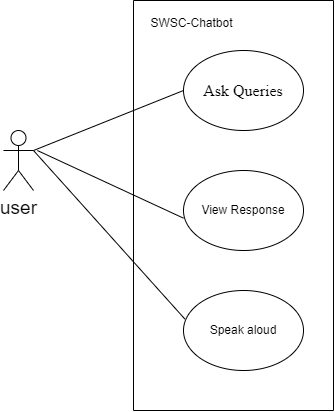 SWSC-Chatbot
Ask Queries
user
View Response
Speak aloud